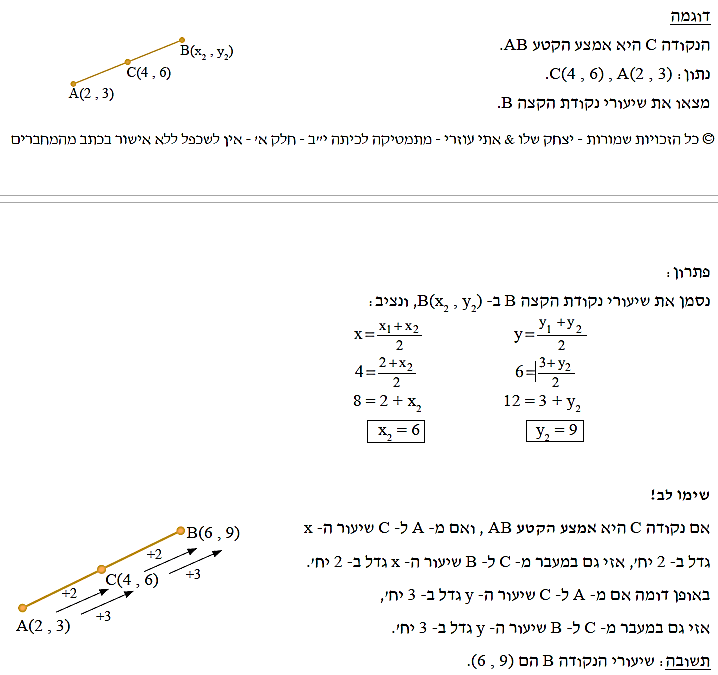 דוגמה
הנקודה C היא אמצע הקטע AB.
נתון: C(4 , 6) , A(2 , 3).
מצאו את שיעורי נקודת הקצה B.
B(x₂ , y₂)
C(4 , 6)
A(2 , 3)
© כל הזכויות שמורות - יצחק שלו & אתי עוזרי - מתמטיקה לכיתה י״ב - חלק א׳ - אין לשכפל ללא אישור בכתב מהמחברים
פתרון:
נסמן את שיעורי נקודת הקצה B ב- B(x₂ , y₂), ונציב:
x = (x₁+x₂)/2    y = (y₁+y₂)/2
4 = (2+x₂)/2    6 = (3+y₂)/2
8 = 2 + x₂    12 = 3 + y₂
x₂ = 6    y₂ = 9
שימו לב!
אם נקודה C היא אמצע הקטע AB , ואם מ- A ל- C שיעור ה- x
גדל ב- 2 יח׳, אזי גם במעבר מ- C ל- B שיעור ה- x גדל ב- 2 יח׳.
באופן דומה אם מ- A ל- C שיעור ה- y גדל ב- 3 יח׳,
אזי גם במעבר מ- C ל- B שיעור ה- y גדל ב- 3 יח׳.
תשובה: שיעורי הנקודה B הם (6 , 9).
B(6 , 9)
+2
+3
C(4 , 6)
+2
+3
A(2 , 3)